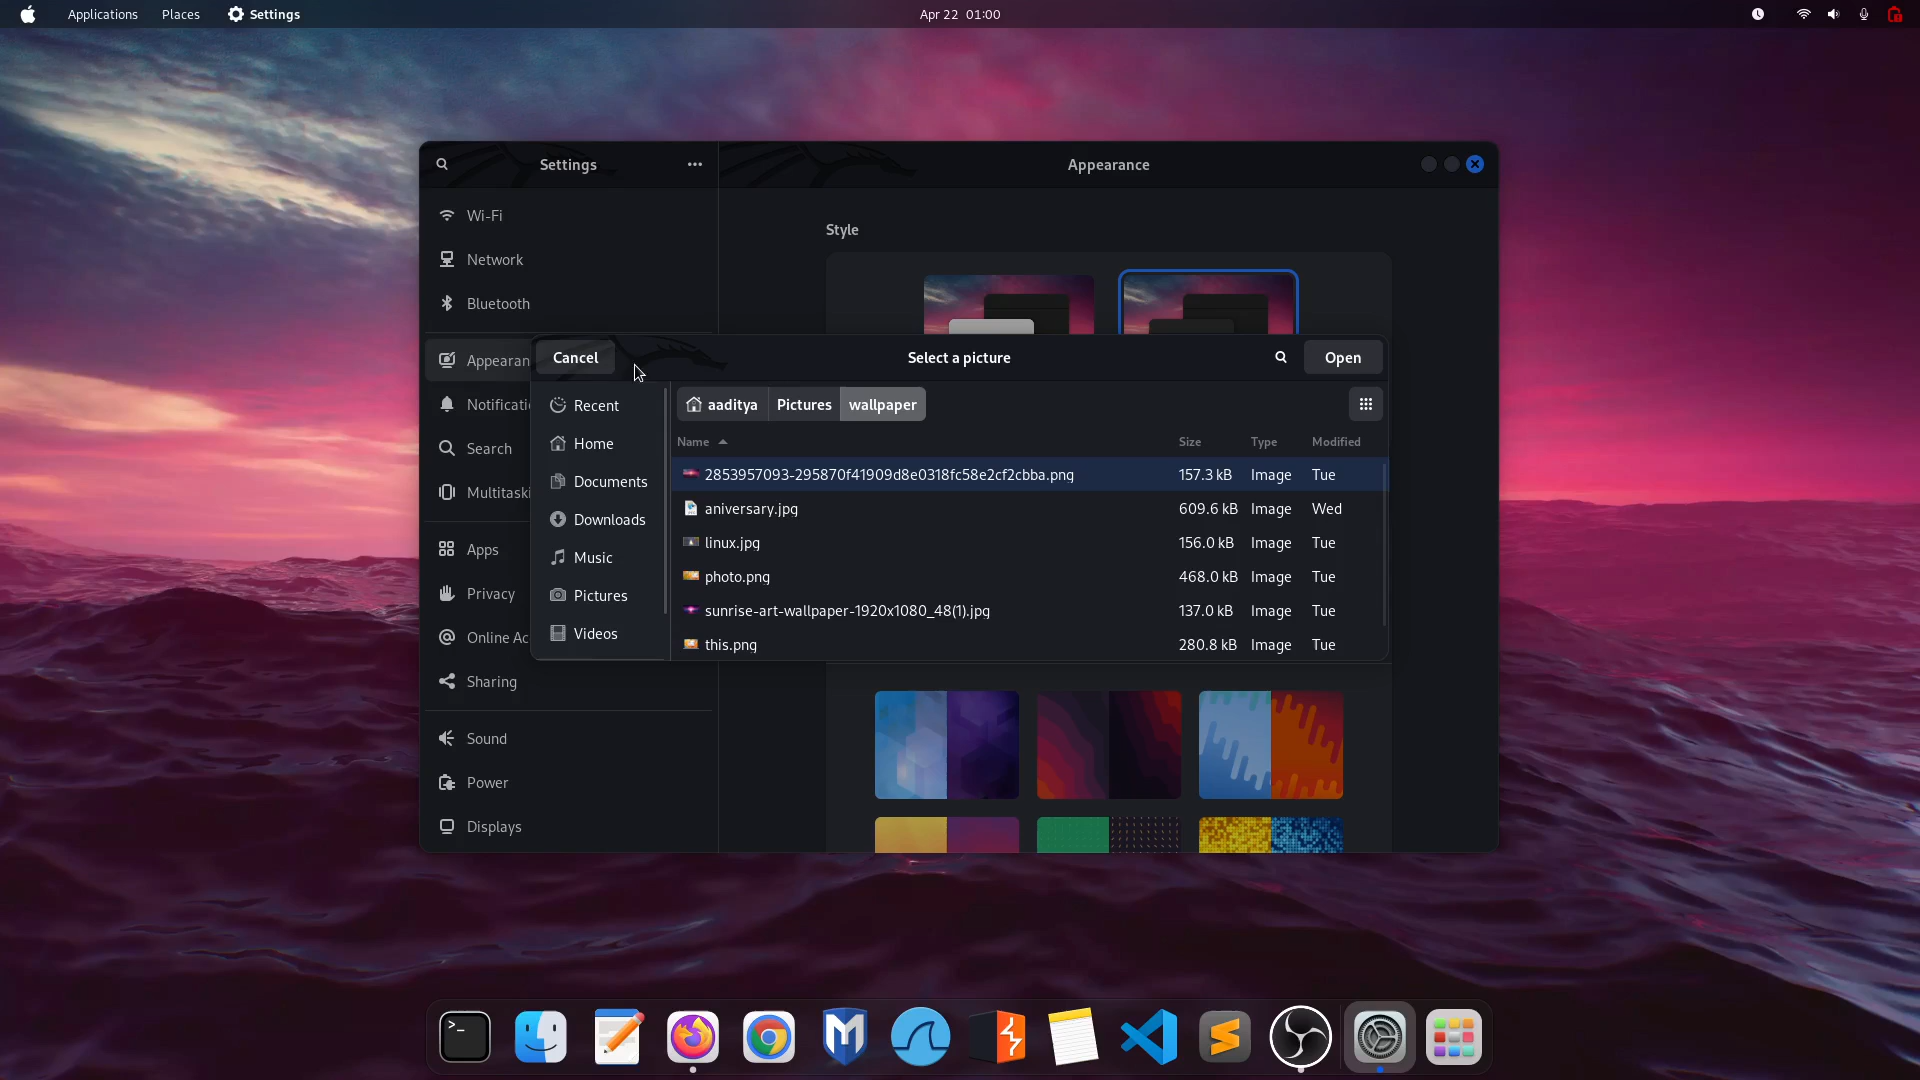 Applications Places Settings Apr 22 01:00
Settings Appearance
Wi-Fi
Style
Network
Bluetooth
Appearan
Cancel Select a picture Open
Notificati
Recent aaditya Pictures wallpaper
Home Name Size Type Modified
Search
Documents 2853957093-295870f41909d8e0318fc58e2cf2cbba.png 157.3 kB Image Tue
Multitaski
Downloads aniversary.jpg 609.6 kB Image Wed
Apps
Music linux.jpg 156.0 kB Image Tue
Privacy
Pictures photo.png 468.0 kB Image Tue
sunrise-art-wallpaper-1920x1080_48(1).jpg 137.0 kB Image Tue
Online Ac
Videos this.png 280.8 kB Image Tue
Sharing
Sound
Power
Displays